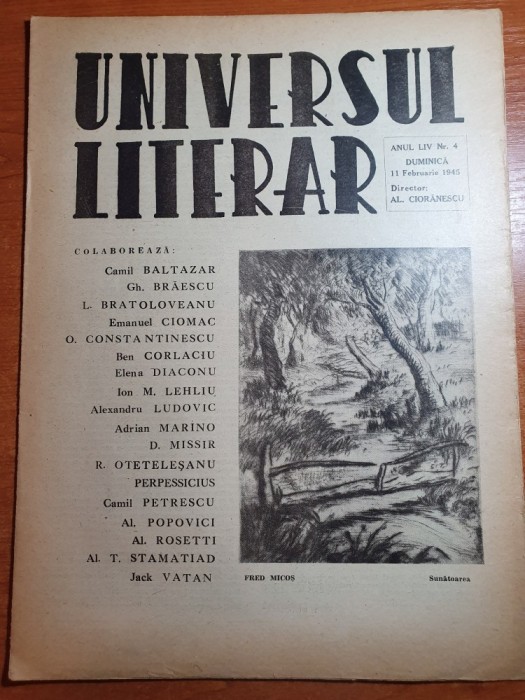 UNIVERSUL
LITERAR
ANUL LIV Nr. 4
DUMINICĂ
11 Februarie 1945
Director:
AL. CIORĂNESCU
COLABOREAZĂ:
Camil BALTAZAR
Gh. BRĂESCU
L. BRATOLOVEANU
Emanuel CIOMAC
O. CONSTANTINESCU
Ben CORLACIU
Elena DIACONU
Ion M. LEHLIU
Alexandru LUDOVIC
Adrian MARINO
D. MISSIR
R. OTETELEŞANU
PERPESSICIUS
Camil PETRESCU
Al. POPOVICI
Al. ROSETTI
Al. T. STAMATIAD
Jack VATAN
FRED MICOŞ
Sunătoarea